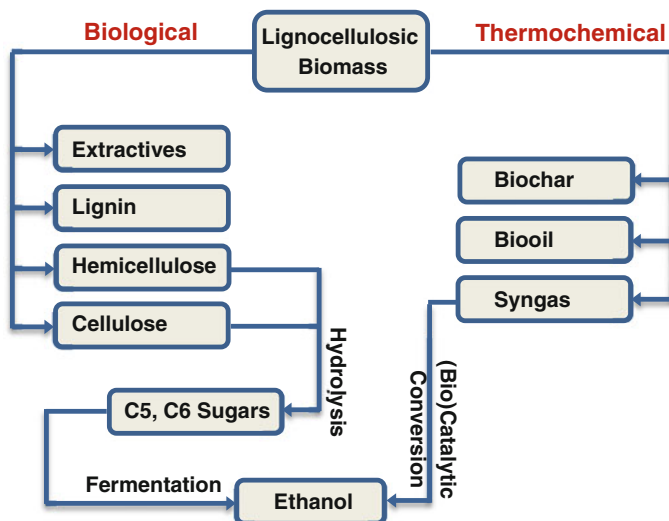 Biological
Lignocellulosic
Biomass
Thermochemical
Extractives
Lignin
Hemicellulose
Cellulose
Biochar
Biooil
Syngas
Hydrolysis
(Bio)Catalytic
Conversion
C5, C6 Sugars
Fermentation
Ethanol